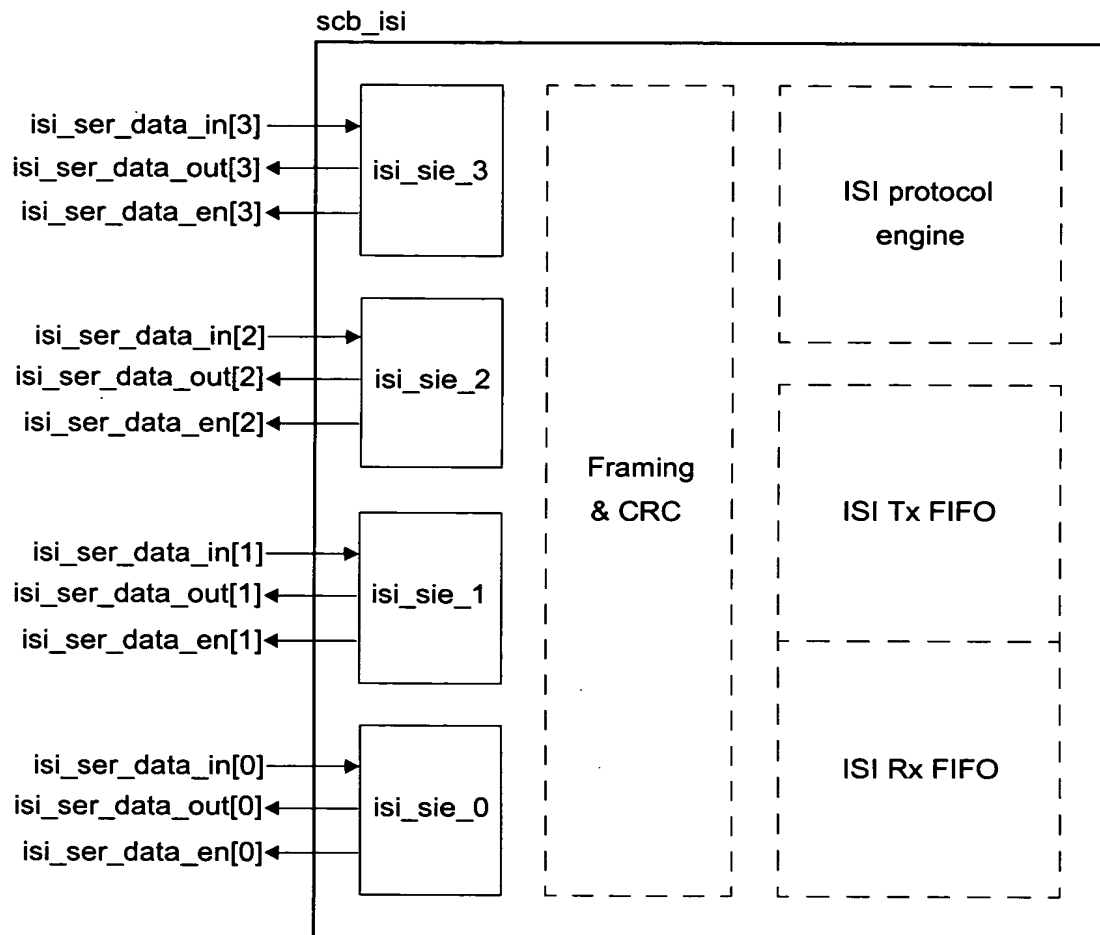 scb_isi
isi_ser_data_in[3]
isi_ser_data_out[3]
isi_ser_data_en[3]
isi_sie_3
isi_ser_data_in[2]
isi_ser_data_out[2]
isi_ser_data_en[2]
isi_sie_2
isi_ser_data_in[1]
isi_ser_data_out[1]
isi_ser_data_en[1]
isi_sie_1
isi_ser_data_in[0]
isi_ser_data_out[0]
isi_ser_data_en[0]
isi_sie_0
Framing
& CRC
ISI protocol
engine
ISI Tx FIFO
ISI Rx FIFO